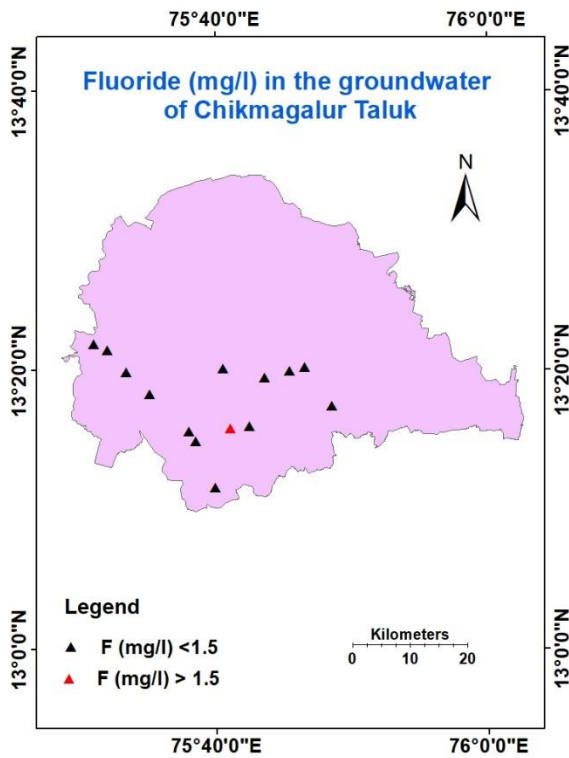 75°40'0"E 76°0'0"E
13°40'0"N 13°40'0"N
Fluoride (mg/l) in the groundwater
of Chikmagalur Taluk
N
13°20'0"N 13°20'0"N
Legend
F (mg/l) <1.5
F (mg/l) > 1.5
Kilometers
0 10 20
13°0'0"N 13°0'0"N
75°40'0"E 76°0'0"E